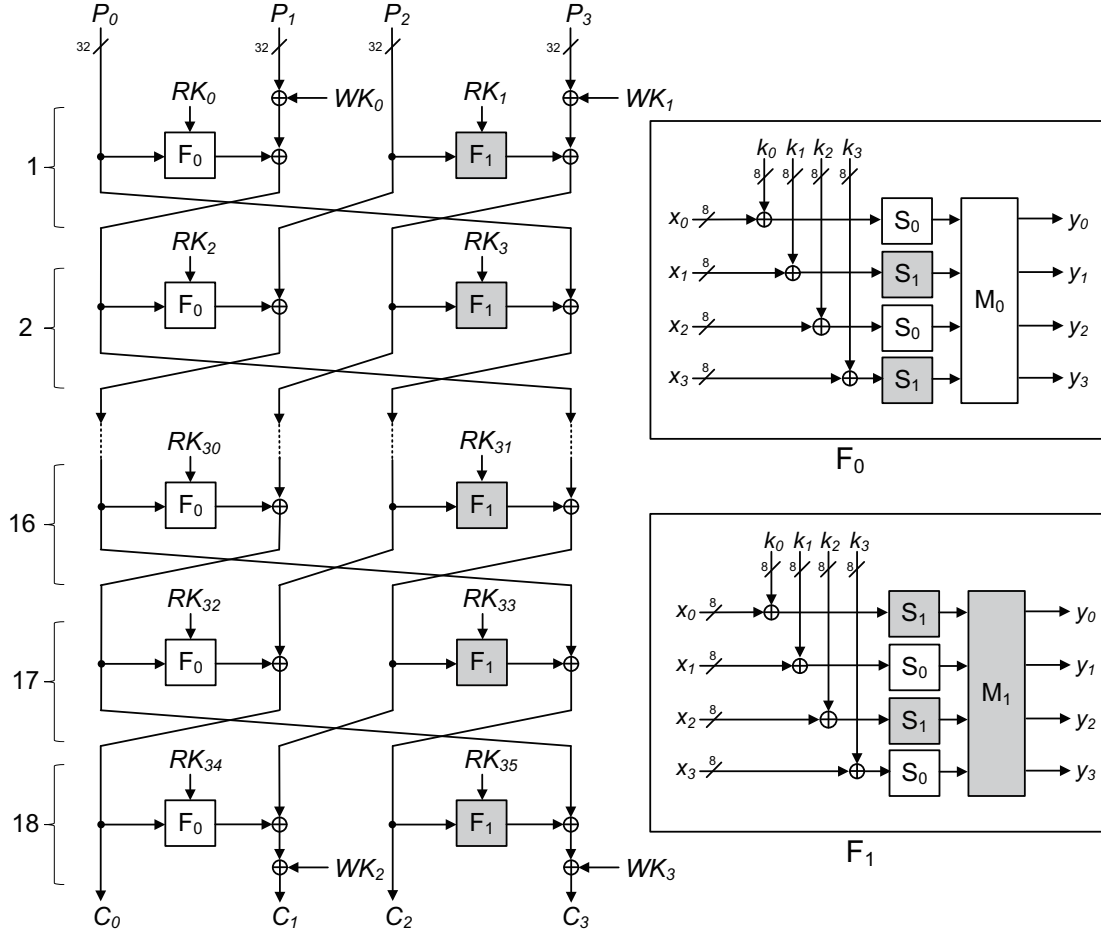 P0 P1 P2 P3
32 32 32 32
RK0 WK0 RK1 WK1
1 F0 F1
RK2 RK3
2 F0 F1
RK30 RK31
16 F0 F1
RK32 RK33
17 F0 F1
RK34 RK35
18 F0 F1
WK2 WK3
C0 C1 C2 C3
k0 k1 k2 k3
8 8 8 8
x0 8 S0 y0
x1 8 S1 y1
M0
x2 8 S0 y2
x3 8 S1 y3
F0
k0 k1 k2 k3
8 8 8 8
x0 8 S1 y0
x1 8 S0 y1
M1
x2 8 S1 y2
x3 8 S0 y3
F1